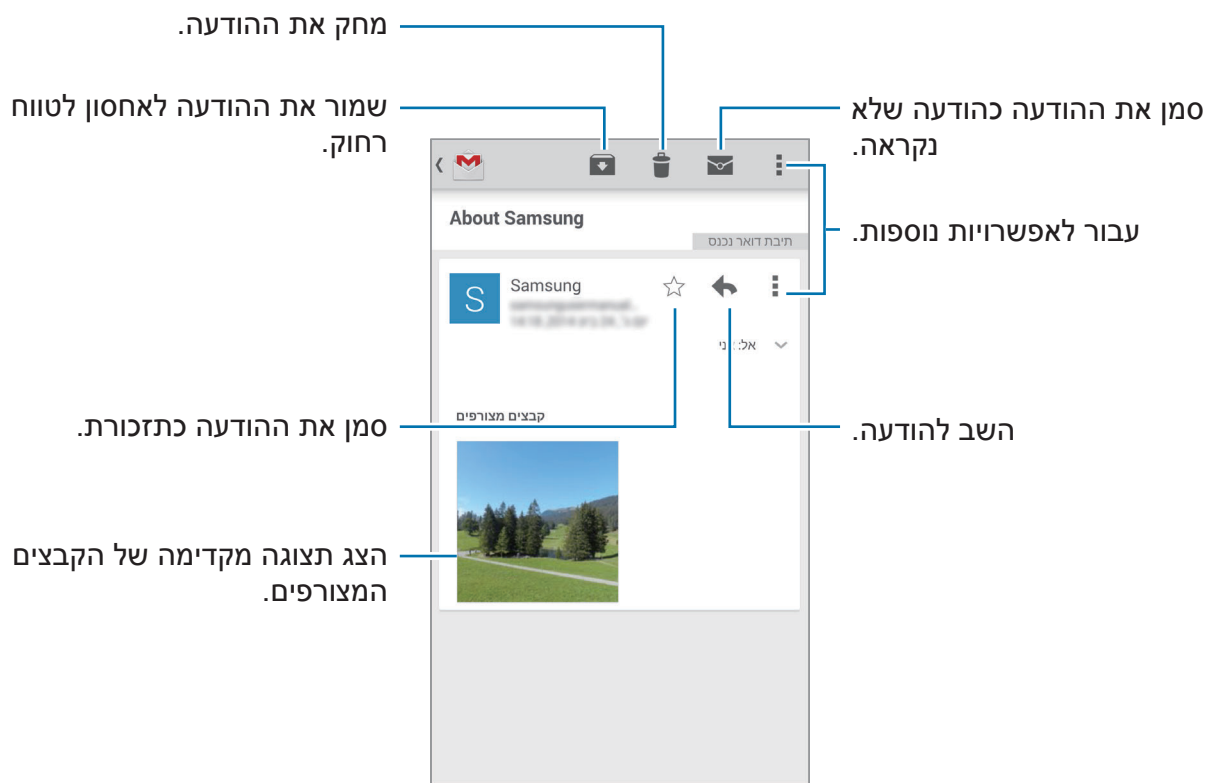 מחק את ההודעה.
שמור את ההודעה לאחסון לטווח
רחוק.
סמן את ההודעה כהודעה שלא
נקראה.
About Samsung
תיבת דואר נכנס
עבור לאפשרויות נוספות.
S
Samsung
אל:
קבצים מצורפים
סמן את ההודעה כתזכורת.
השב להודעה.
הצג תצוגה מקדימה של הקבצים
המצורפים.